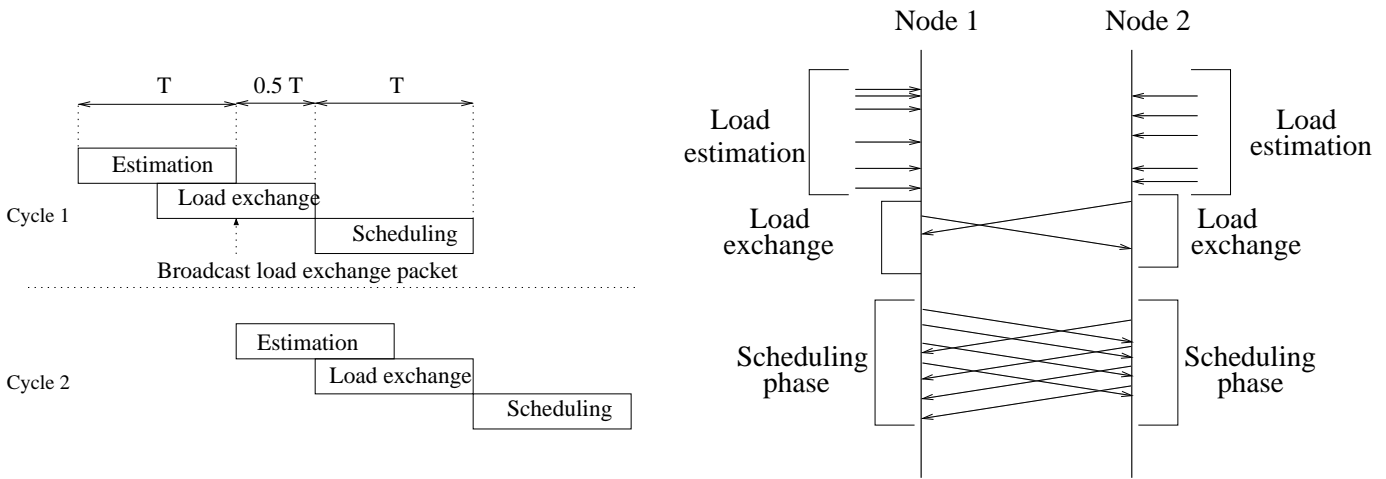 T
0.5 T
T
Estimation
Load exchange
Cycle 1
Scheduling
Broadcast load exchange packet
Estimation
Load exchange
Cycle 2
Scheduling
Node 1
Node 2
Load
estimation
Load
estimation
Load
exchange
Load
exchange
Scheduling
phase
Scheduling
phase